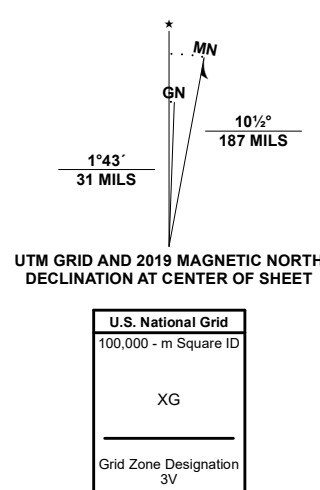 ★
MN
GN
10½°
187 MILS
1°43´
31 MILS
UTM GRID AND 2019 MAGNETIC NORTH
DECLINATION AT CENTER OF SHEET
U.S. National Grid
100,000 - m Square ID
XG
Grid Zone Designation
3V